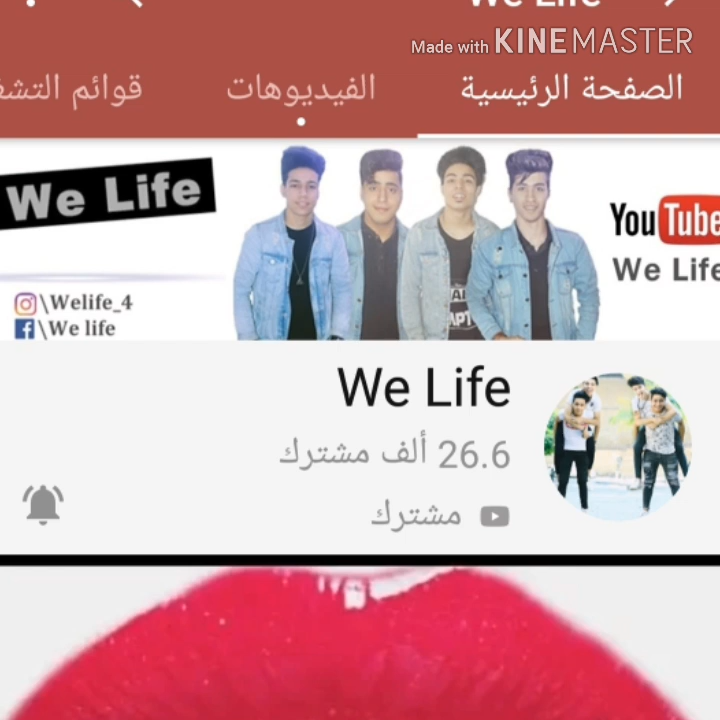 Made with KINEMASTER
الصفحة الرئيسية
الفيديوهات
قوائم
We Life
YouTube
We Life
\Welife_4
\We life
We Life
26.6 ألف مشترك
مشترك